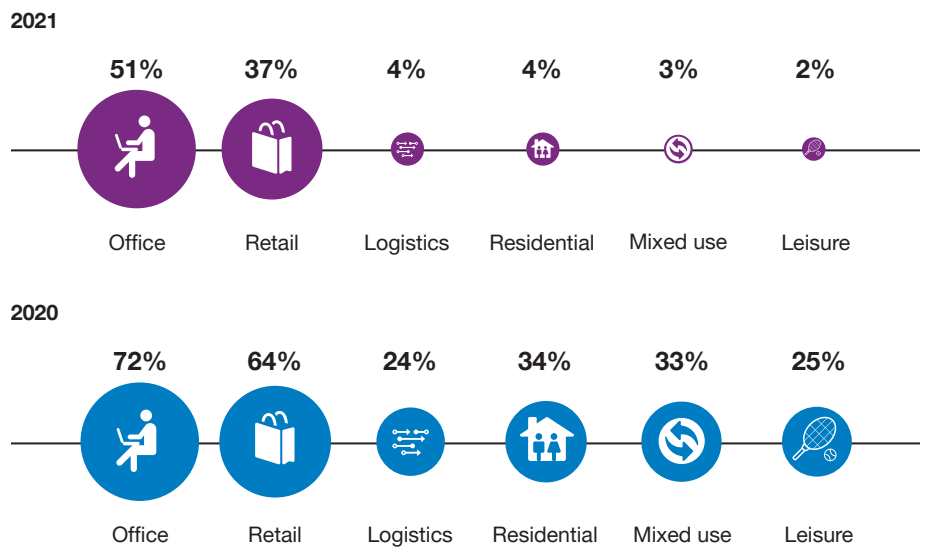 2021
51% 37% 4% 4% 3% 2%
Office Retail Logistics Residential Mixed use Leisure
2020
72% 64% 24% 34% 33% 25%
Office Retail Logistics Residential Mixed use Leisure